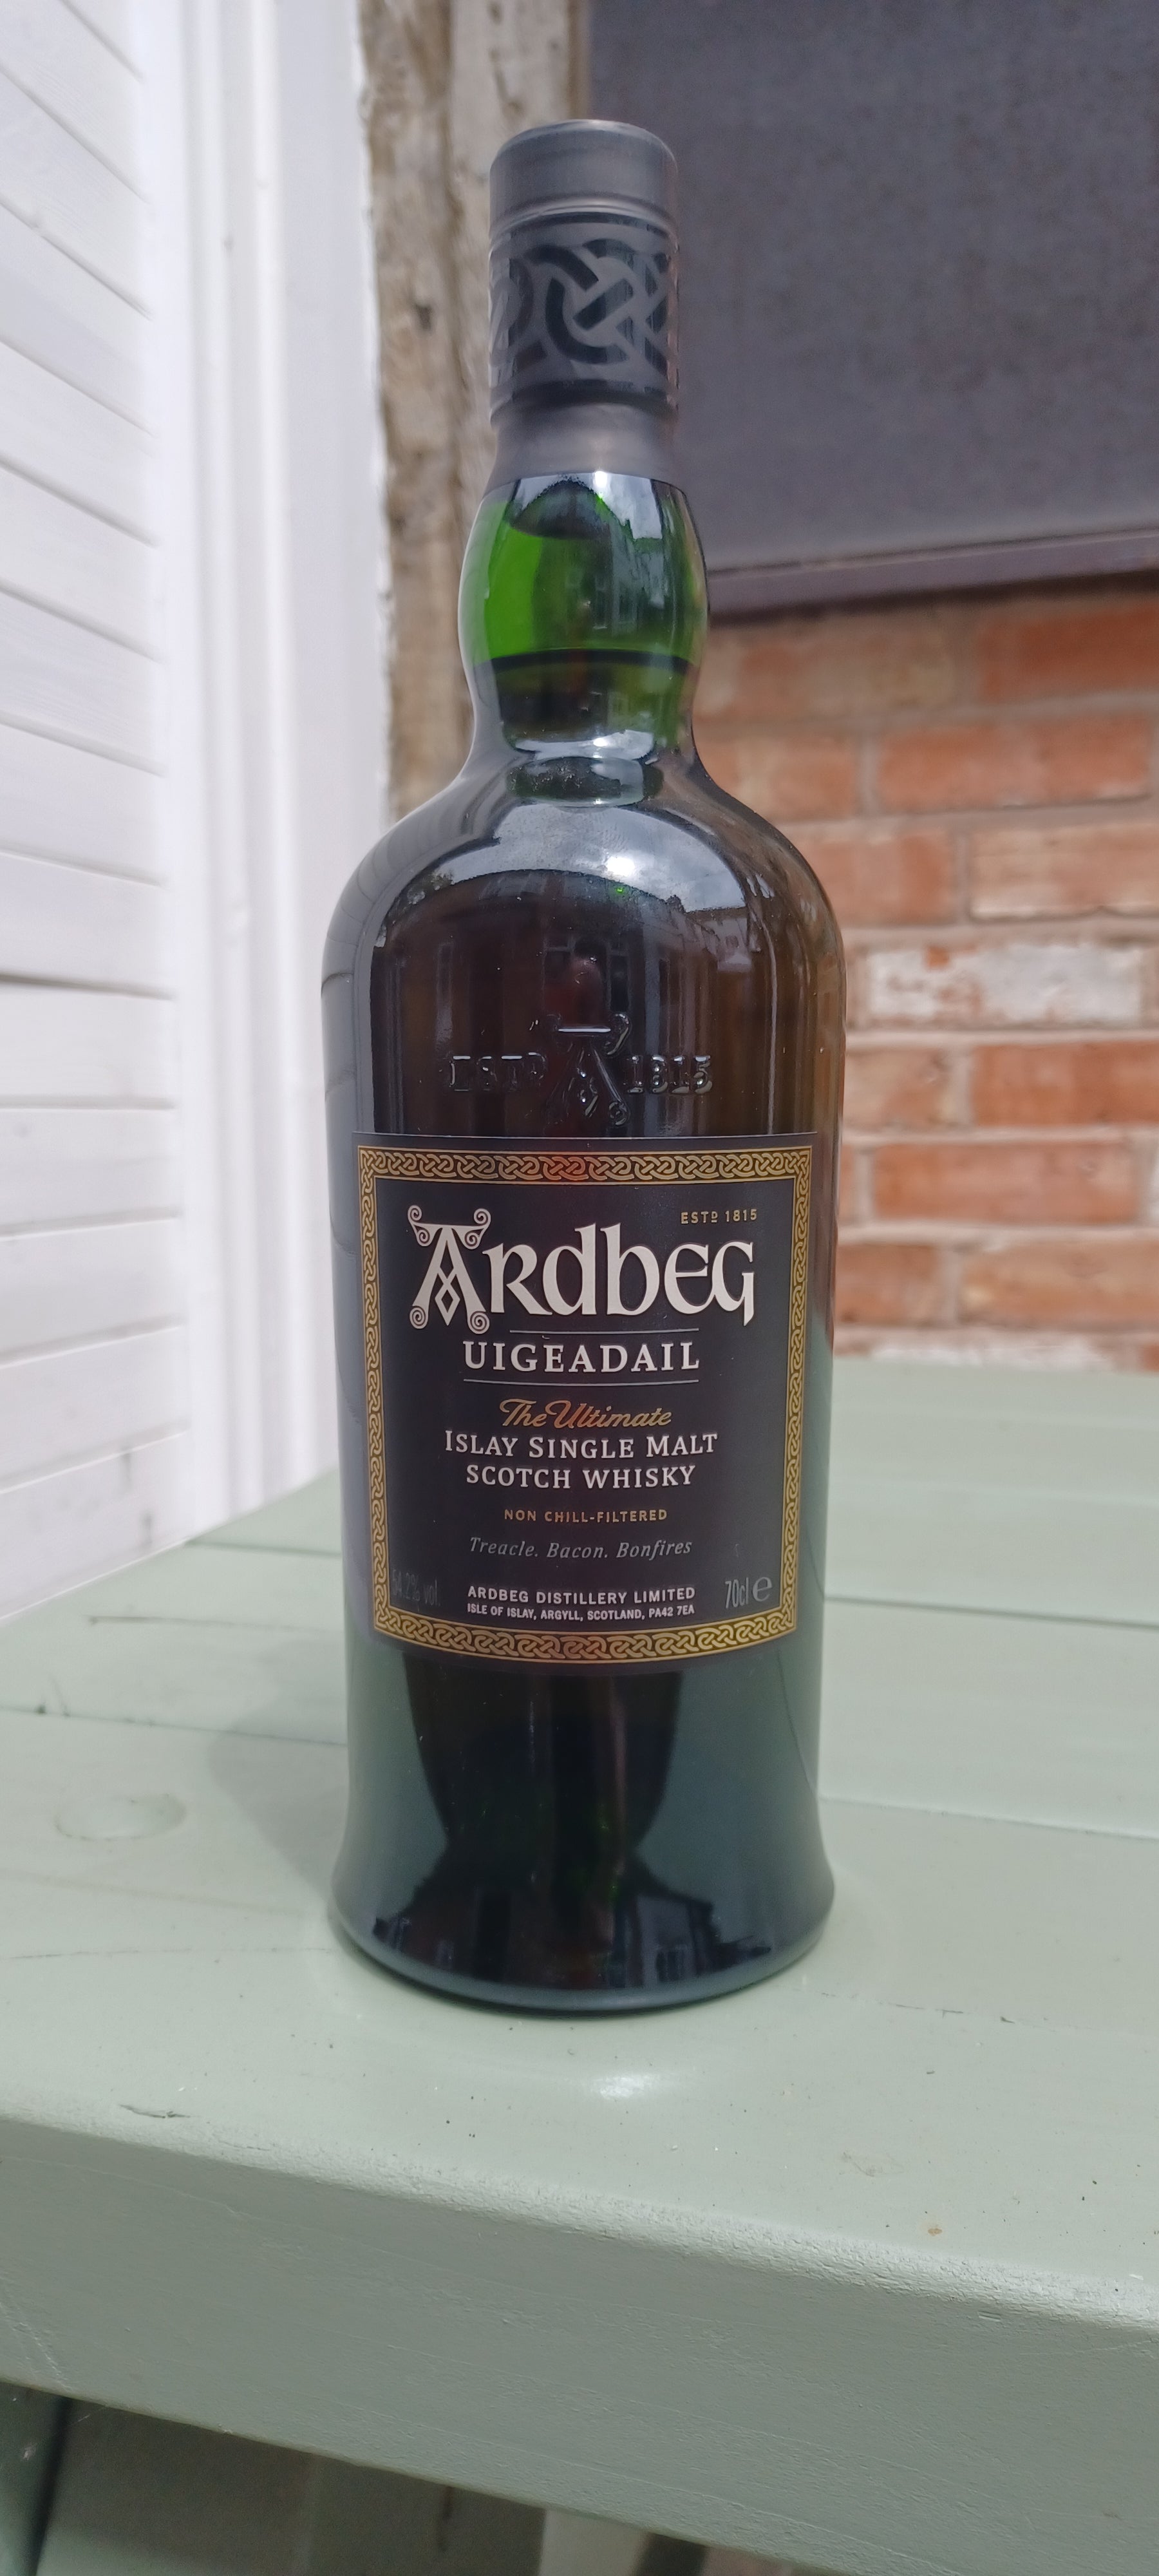 ESTD 1815
ESTD 1815
ARDBEG
UIGEADAIL
The Ultimate
ISLAY SINGLE MALT
SCOTCH WHISKY
NON CHILL-FILTERED
Treacle. Bacon. Bonfires
54.2% vol.
ARDBEG DISTILLERY LIMITED
70cl e
ISLE OF ISLAY, ARGYLL, SCOTLAND, PA42 7EA